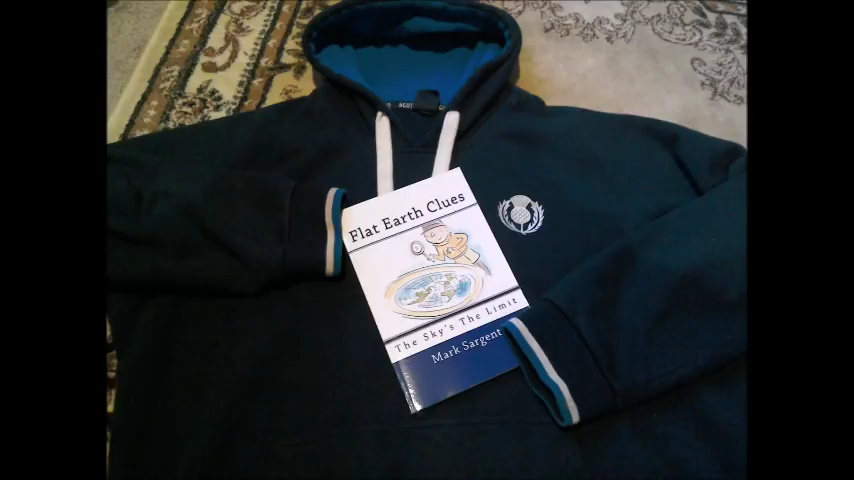 Flat Earth Clues
The Sky's The Limit
Mark Sargent